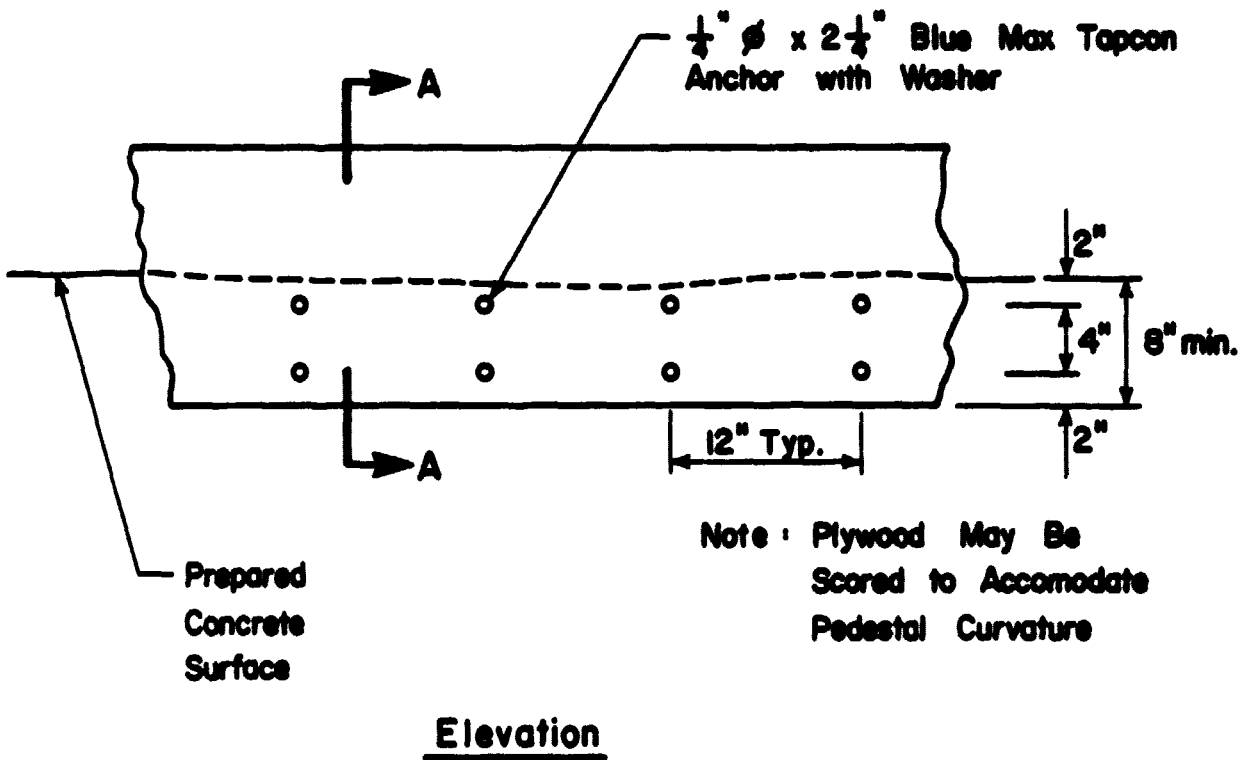 1/4" ø x 2 1/4" Blue Max Tapcon
Anchor with Washer
A
2"
4"
8" min.
12" Typ.
2"
A
Note: Plywood May Be
Scored to Accomodate
Pedestal Curvature
Prepared
Concrete
Surface
Elevation